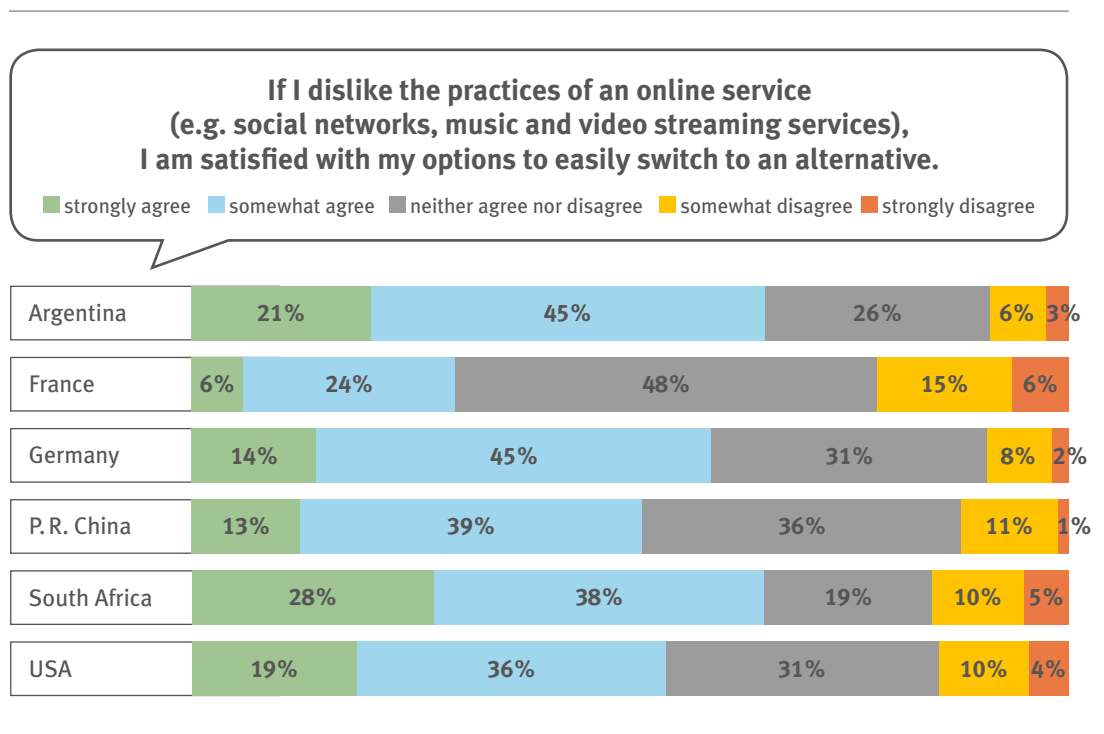 If I dislike the practices of an online service
(e.g. social networks, music and video streaming services),
I am satisfied with my options to easily switch to an alternative.
strongly agree somewhat agree neither agree nor disagree somewhat disagree strongly disagree
Argentina 21% 45% 26% 6% 3%
France 6% 24% 48% 15% 6%
Germany 14% 45% 31% 8% 2%
P. R. China 13% 39% 36% 11% 1%
South Africa 28% 38% 19% 10% 5%
USA 19% 36% 31% 10% 4%